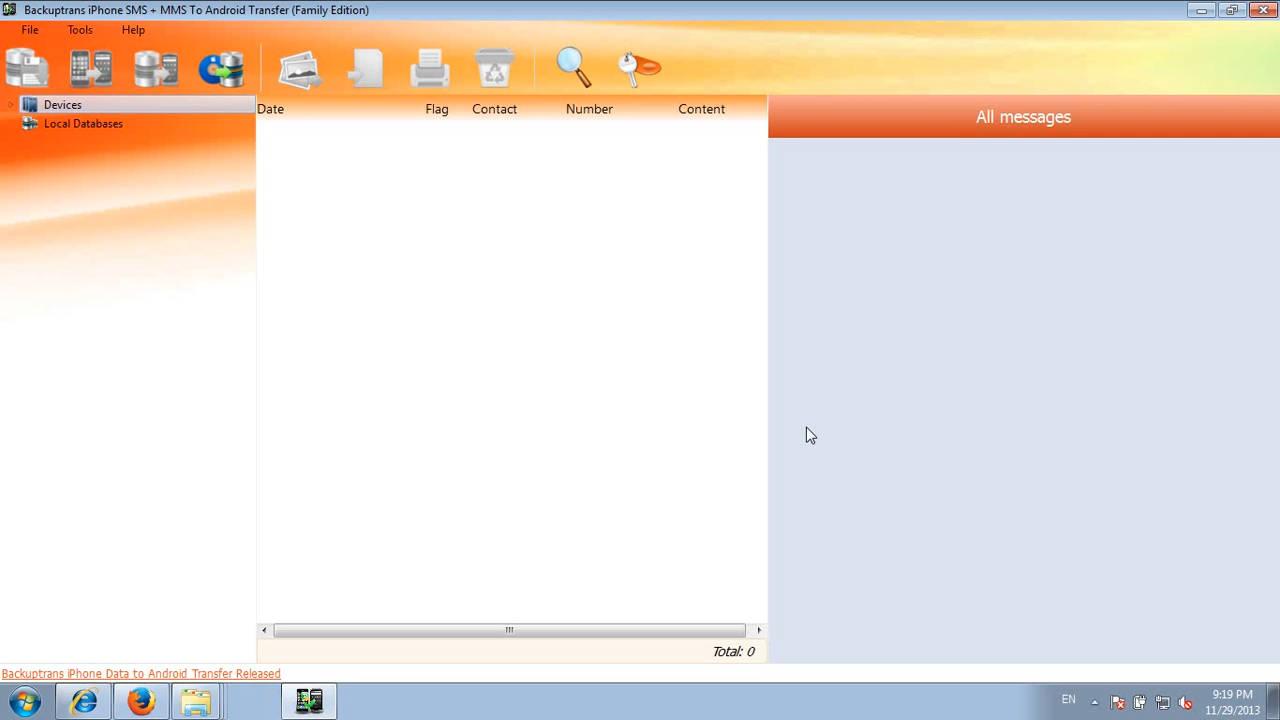 Backuptrans iPhone SMS + MMS To Android Transfer (Family Edition)
File Tools Help
Devices
Local Databases
Date Flag Contact Number Content
All messages
Total: 0
Backuptrans iPhone Data to Android Transfer Released
EN
9:19 PM
11/29/2013